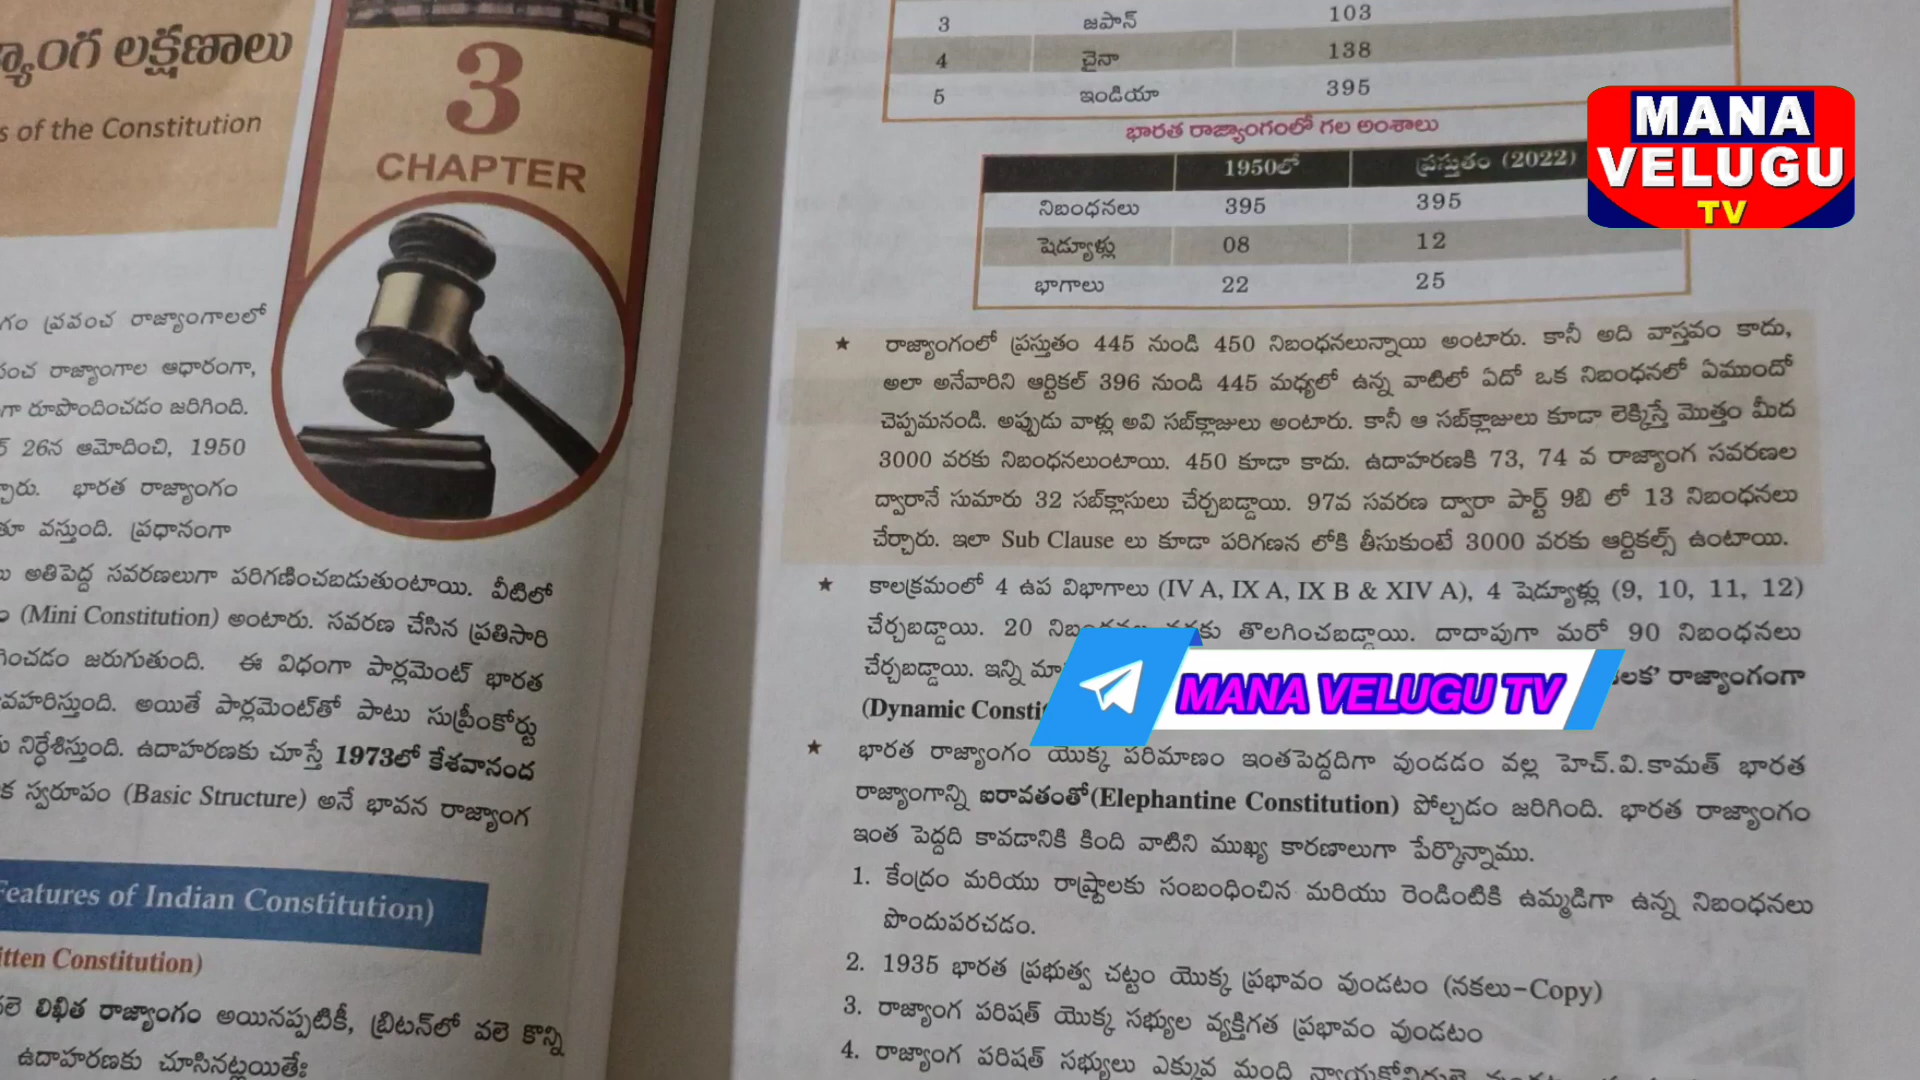 ్యాంగ లక్షణాలు
s of the Constitution
3
CHAPTER
గం ప్రపంచ రాజ్యాంగాలలో
పంచ రాజ్యాంగాల ఆధారంగా,
గా రూపొందించడం జరిగింది.
26న ఆమోదించి, 1950
భారత రాజ్యాంగం
తూ వస్తుంది. ప్రధానంగా
అతిపెద్ద సవరణలుగా పరిగణించబడుతుంటాయి. వీటిలో
(Mini Constitution) అంటారు. సవరణ చేసిన ప్రతిసారి
గించడం జరుగుతుంది. ఈ విధంగా పార్లమెంట్ భారత
వహరిస్తుంది. అయితే పార్లమెంట్‌తో పాటు సుప్రీంకోర్టు
నిర్దేశిస్తుంది. ఉదాహరణకు చూస్తే 1973లో కేశవానంద
క స్వరూపం (Basic Structure) అనే భావన రాజ్యాంగ
Features of Indian Constitution)
itten Constitution)
లిఖిత రాజ్యాంగం అయినప్పటికీ, బ్రిటన్‌లో వలె కొన్ని
ఉదాహరణకు చూసినట్లయితేః
3 జపాన్ 103
4 చైనా 138
5 ఇండియా 395
భారత రాజ్యాంగంలో గల అంశాలు
1950లో ప్రస్తుతం (2022)
నిబంధనలు 395 395
షెడ్యూళ్లు 08 12
భాగాలు 22 25
★ రాజ్యాంగంలో ప్రస్తుతం 445 నుండి 450 నిబంధనలున్నాయి అంటారు. కానీ అది వాస్తవం కాదు,
అలా అనేవారిని ఆర్టికల్ 396 నుండి 445 మధ్యలో ఉన్న వాటిలో ఏదో ఒక నిబంధనలో ఏముందో
చెప్పమనండి. అప్పుడు వాళ్లు అవి సబ్‌క్లాజులు అంటారు. కానీ ఆ సబ్‌క్లాజులు కూడా లెక్కిస్తే మొత్తం మీద
3000 వరకు నిబంధనలుంటాయి. 450 కూడా కాదు. ఉదాహరణకి 73, 74 వ రాజ్యాంగ సవరణల
ద్వారానే సుమారు 32 సబ్‌క్లాసులు చేర్చబడ్డాయి. 97వ సవరణ ద్వారా పార్ట్ 9బి లో 13 నిబంధనలు
చేర్చారు. ఇలా Sub Clause లు కూడా పరిగణన లోకి తీసుకుంటే 3000 వరకు ఆర్టికల్స్ ఉంటాయి.
★ కాలక్రమంలో 4 ఉప విభాగాలు (IV A, IX A, IX B & XIV A), 4 షెడ్యూళ్లు (9, 10, 11, 12)
చేర్చబడ్డాయి. 20 తొలగించబడ్డాయి. దాదాపుగా మరో 90 నిబంధనలు
చేర్చబడ్డాయి. ఇన్ని రాజ్యాంగంగా
(Dynamic Consti
★ భారత రాజ్యాంగం యొక్క పరిమాణం ఇంతపెద్దదిగా వుండడం వల్ల హెచ్.వి.కామత్ భారత
రాజ్యాంగాన్ని ఐరావతంతో(Elephantine Constitution) పోల్చడం జరిగింది. భారత రాజ్యాంగం
ఇంత పెద్దది కావడానికి కింది వాటిని ముఖ్య కారణాలుగా పేర్కొన్నాము.
1. కేంద్రం మరియు రాష్ట్రాలకు సంబంధించిన మరియు రెండింటికి ఉమ్మడిగా ఉన్న నిబంధనలు
పొందుపరచడం.
2. 1935 భారత ప్రభుత్వ చట్టం యొక్క ప్రభావం వుండటం (నకలు-Copy)
3. రాజ్యాంగ పరిషత్ యొక్క సభ్యుల వ్యక్తిగత ప్రభావం వుండటం
4. రాజ్యాంగ పరిషత్ సభ్యులు ఎక్కువ మంది
MANA
VELUGU
TV
MANA VELUGU TV